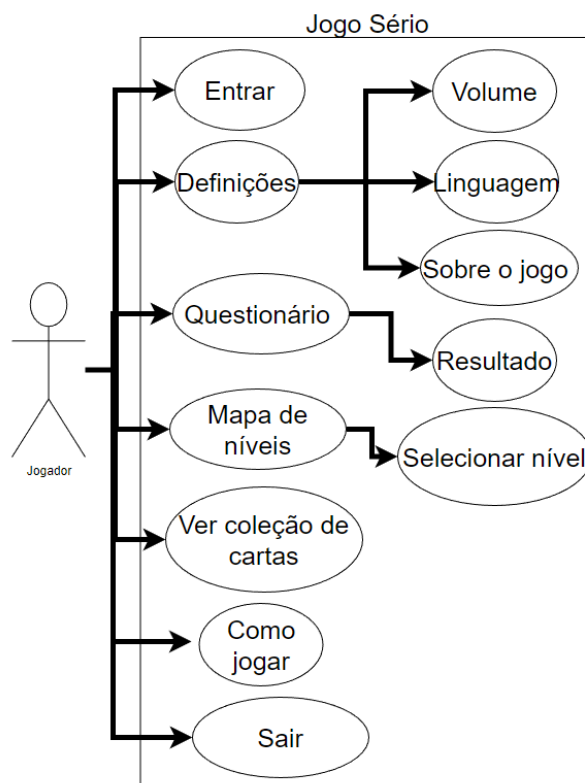 Jogo Sério
Entrar
Volume
Definições
Linguagem
Sobre o jogo
Questionário
Resultado
Mapa de
níveis
Selecionar nível
Jogador
Ver coleção de
cartas
Como
jogar
Sair